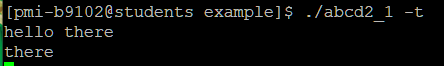 [pmi-b9102@students example]$ ./abcd2_1 -t
hello there
there